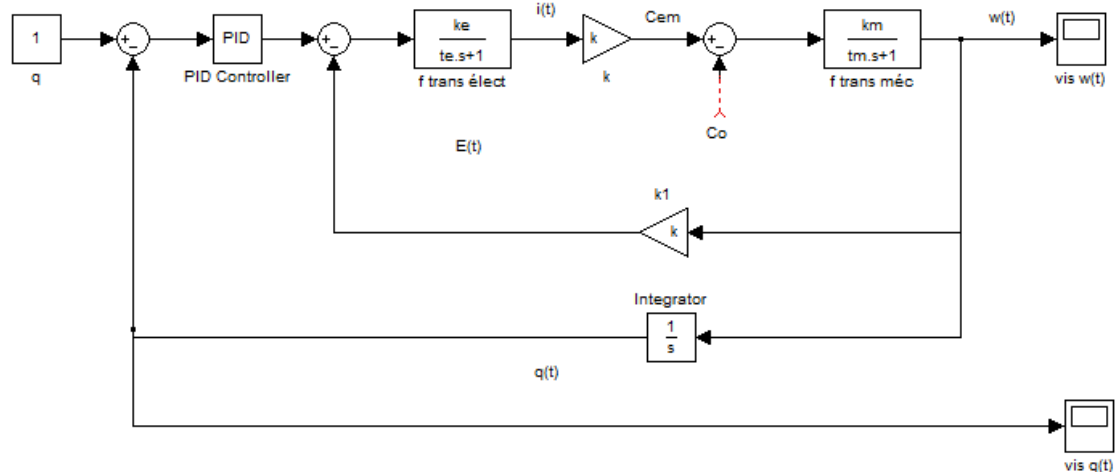 1
q
+
−
PID
PID Controller
+
−
ke
te.s+1
f trans élect
i(t)
k
k
Cem
+
−
Co
km
tm.s+1
f trans méc
w(t)
vis w(t)
E(t)
k1
k
Integrator
1
s
q(t)
vis q(t)